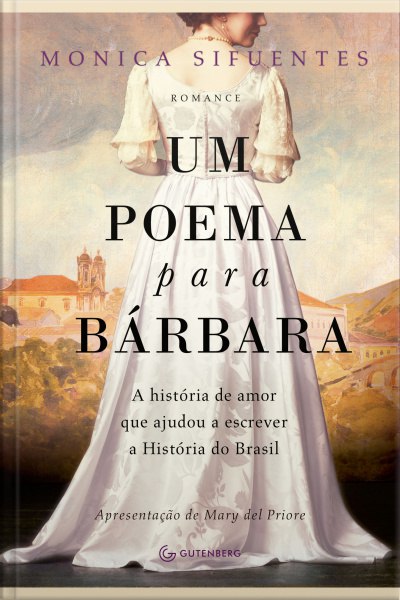 MONICA SIFUENTES
ROMANCE
UM
POEMA
para
BÁRBARA
A história de amor
que ajudou a escrever
a História do Brasil
Apresentação de Mary del Priore
GUTENBERG